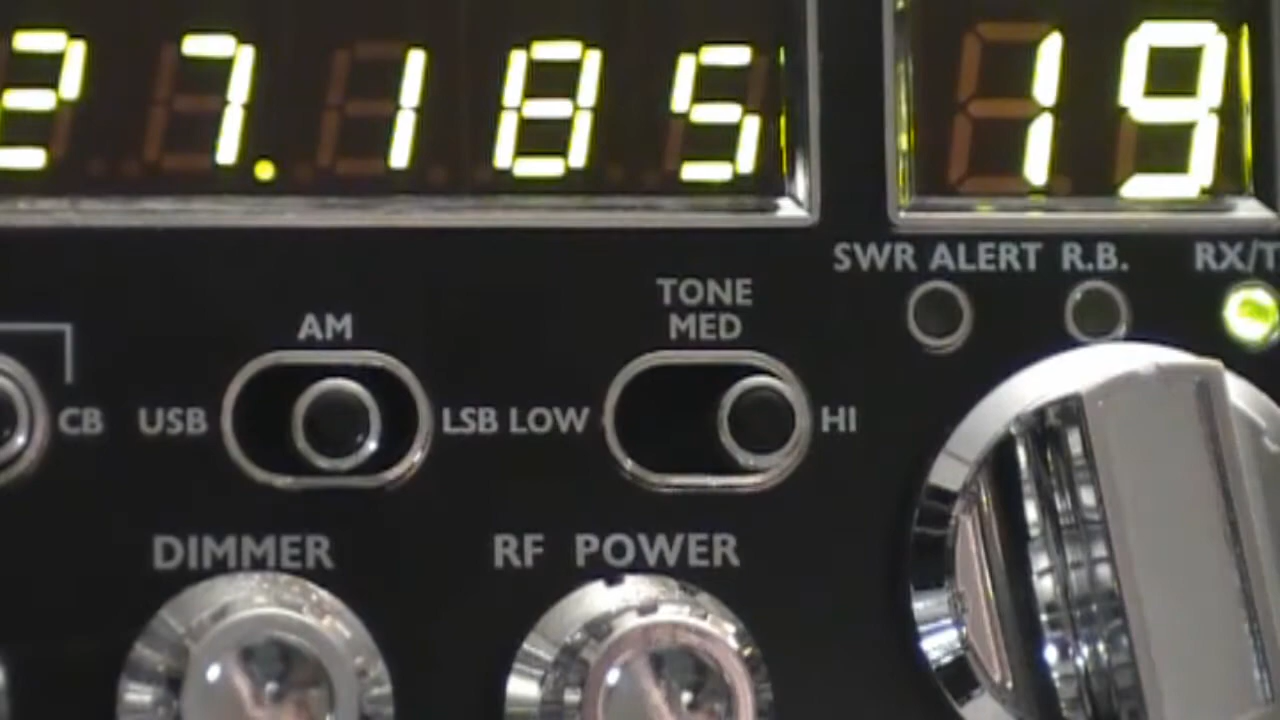 27.185 19
SWR ALERT R.B. RX/T
TONE
AM MED
CB USB LSB LOW HI
DIMMER RF POWER